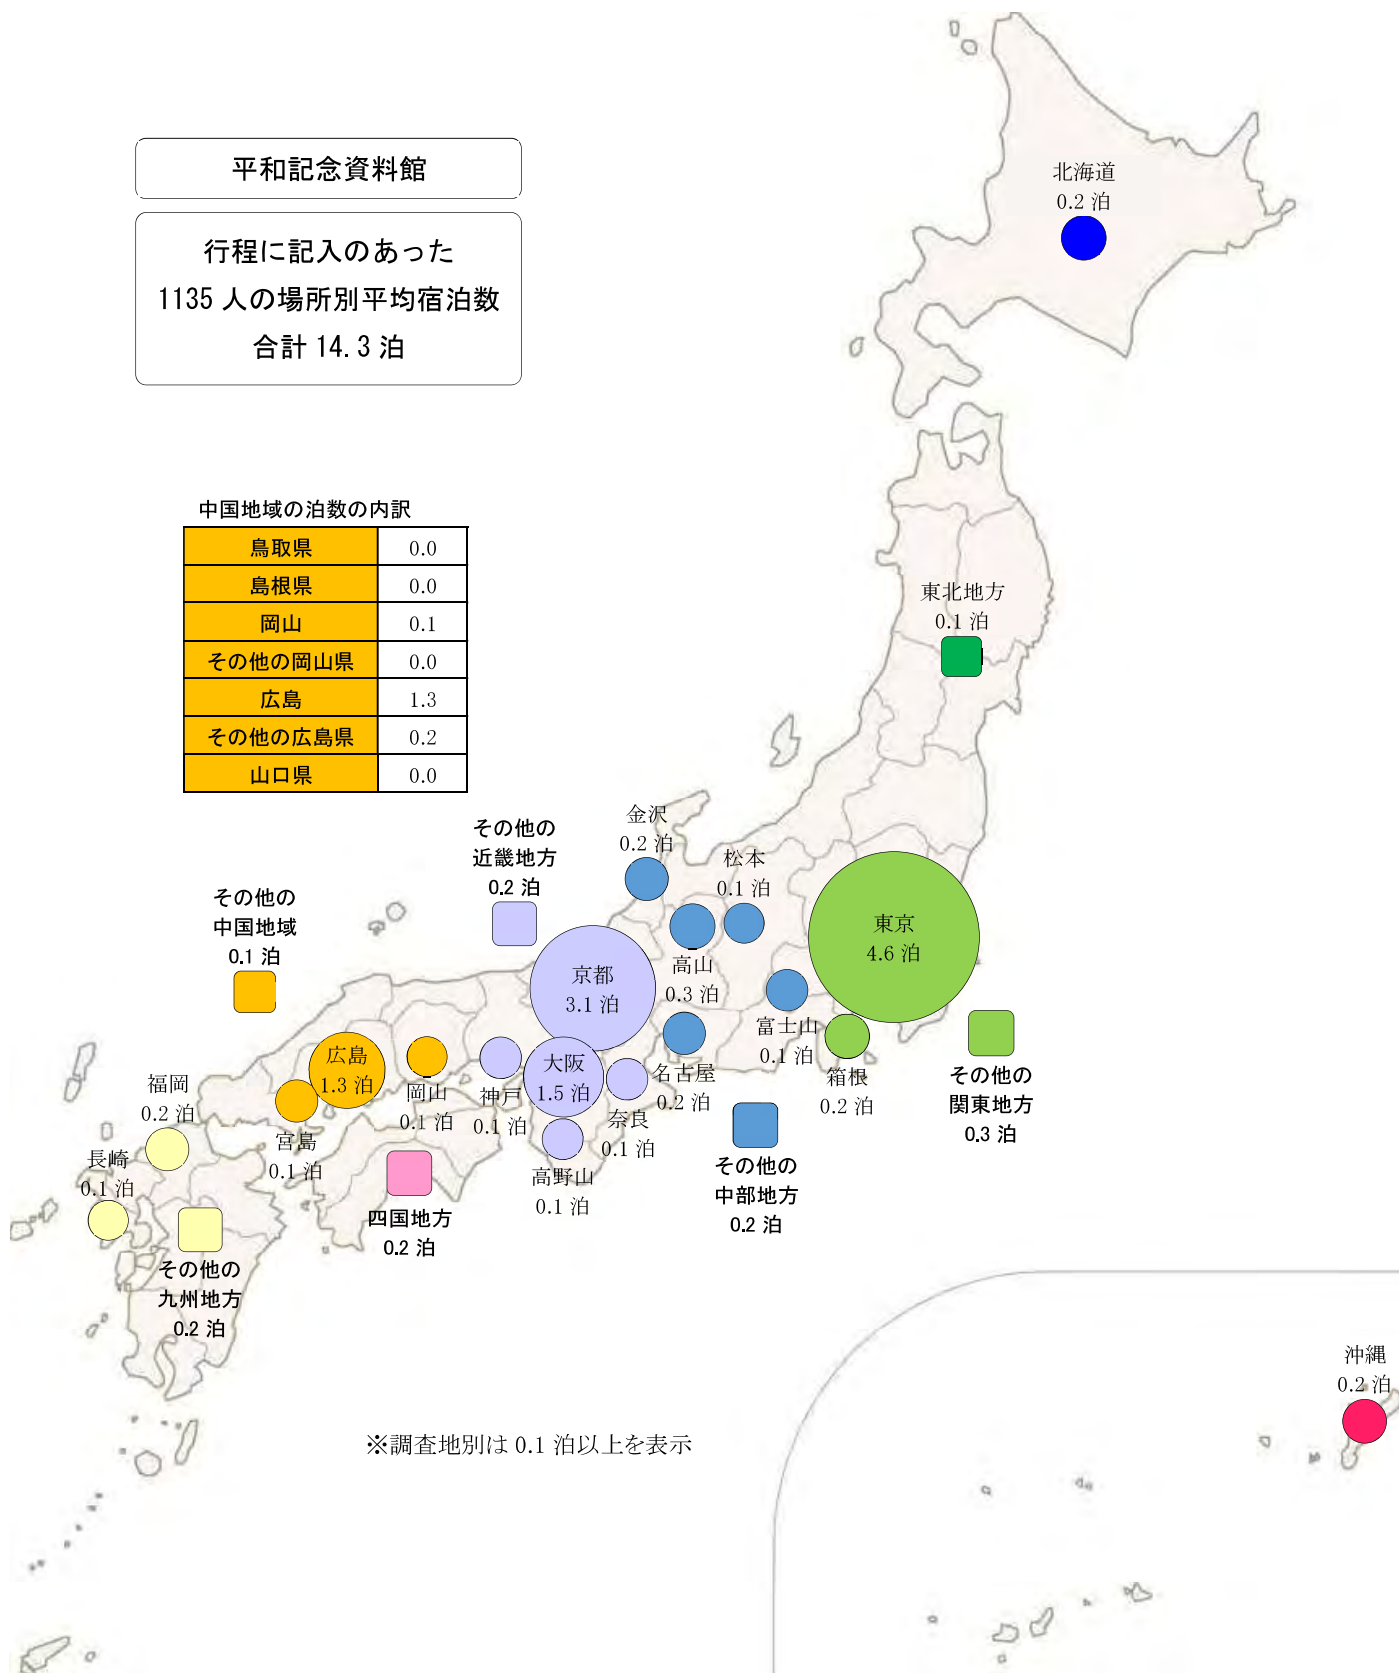 平和記念資料館
行程に記入のあった
1135 人の場所別平均宿泊数
合計 14.3 泊
北海道
0.2 泊
中国地域の泊数の内訳
鳥取県 0.0
島根県 0.0
岡山 0.1
その他の岡山県 0.0
広島 1.3
その他の広島県 0.2
山口県 0.0
東北地方
0.1 泊
金沢
0.2 泊
その他の
近畿地方
0.2 泊
松本
0.1 泊
その他の
中国地域
0.1 泊
東京
4.6 泊
京都
3.1 泊
高山
0.3 泊
富士山
0.1 泊
箱根
0.2 泊
その他の
関東地方
0.3 泊
広島
1.3 泊
岡山
0.1 泊
神戸
0.1 泊
大阪
1.5 泊
奈良
0.1 泊
名古屋
0.2 泊
福岡
0.2 泊
宮島
0.1 泊
長崎
0.1 泊
高野山
0.1 泊
その他の
中部地方
0.2 泊
四国地方
0.2 泊
その他の
九州地方
0.2 泊
沖縄
0.2 泊
※調査地別は 0.1 泊以上を表示